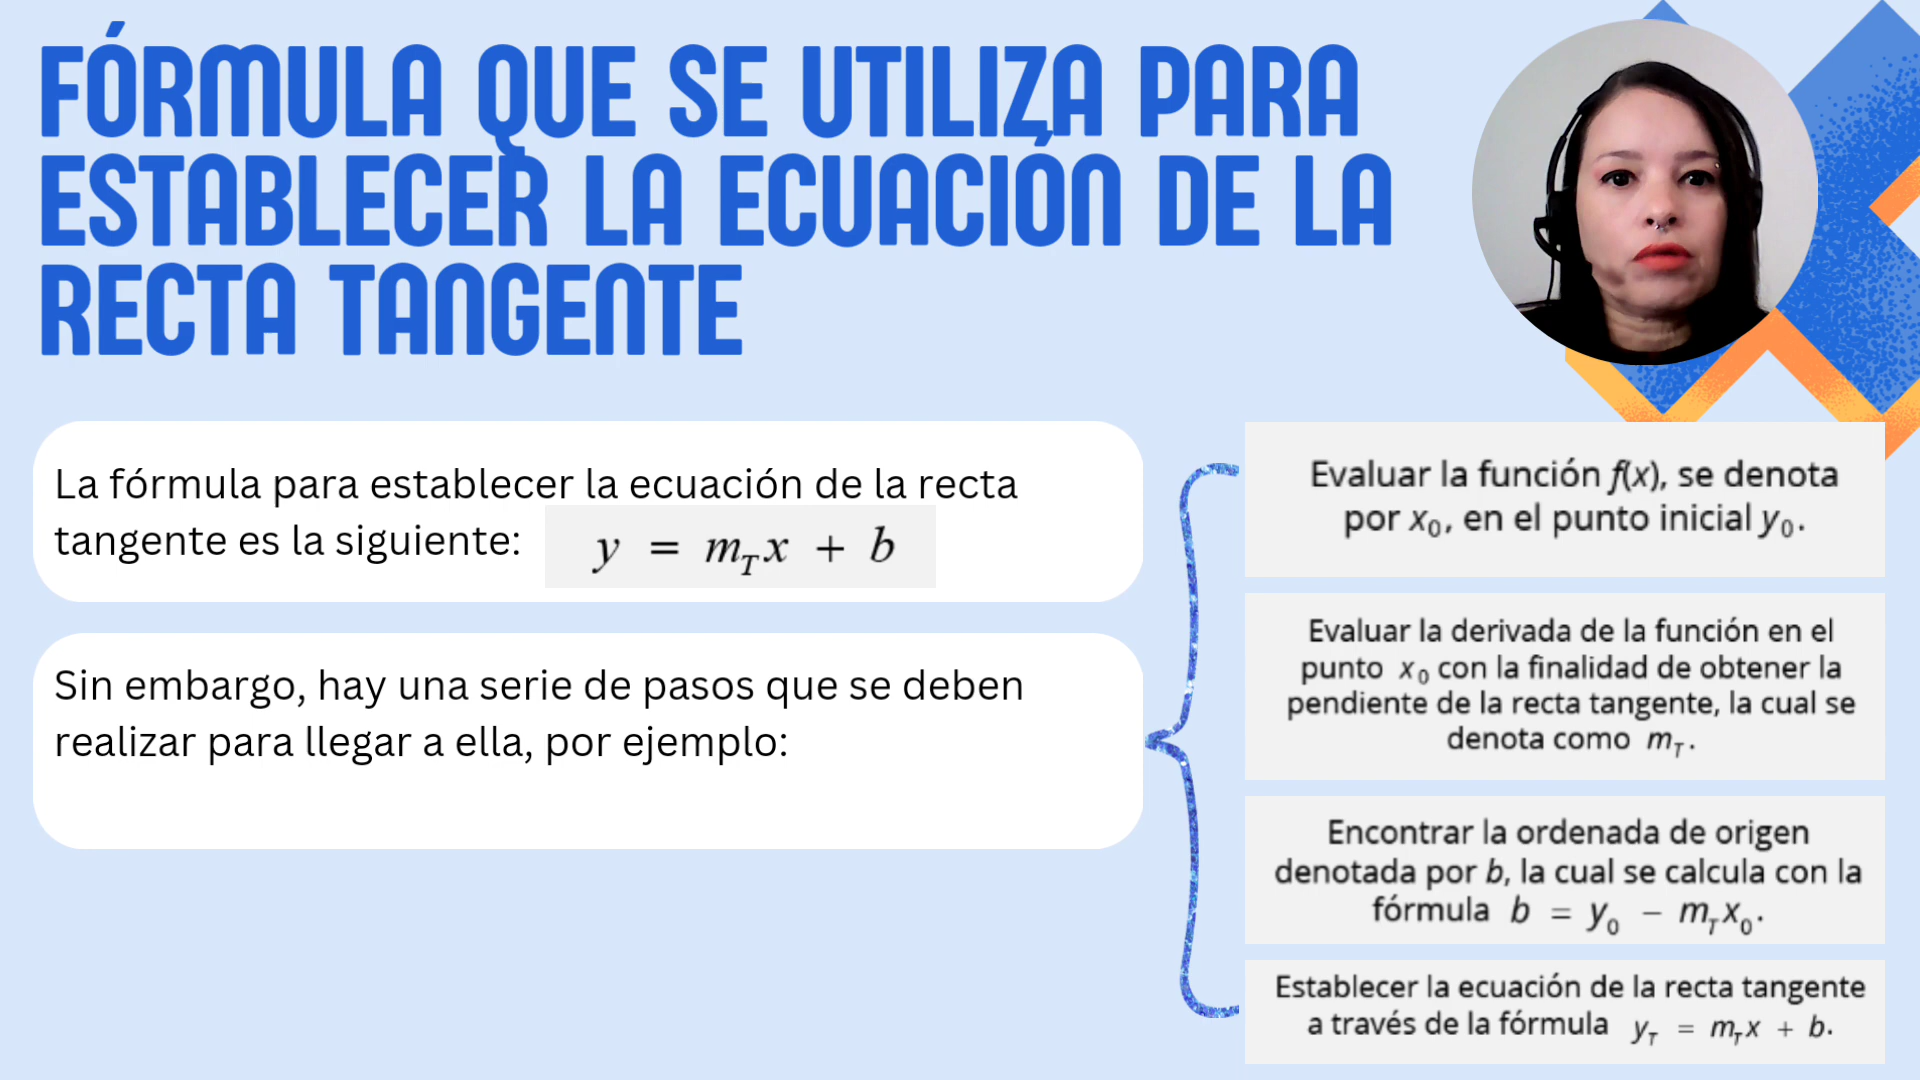 FÓRMULA QUE SE UTILIZA PARA
ESTABLECER LA ECUACIÓN DE LA
RECTA TANGENTE
La fórmula para establecer la ecuación de la recta
tangente es la siguiente: y = m_T x + b
Sin embargo, hay una serie de pasos que se deben
realizar para llegar a ella, por ejemplo:
Evaluar la función f(x), se denota
por x₀, en el punto inicial y₀.
Evaluar la derivada de la función en el
punto x₀ con la finalidad de obtener la
pendiente de la recta tangente, la cual se
denota como m_T.
Encontrar la ordenada de origen
denotada por b, la cual se calcula con la
fórmula b = y₀ − m_T x₀.
Establecer la ecuación de la recta tangente
a través de la fórmula y_T = m_T x + b.